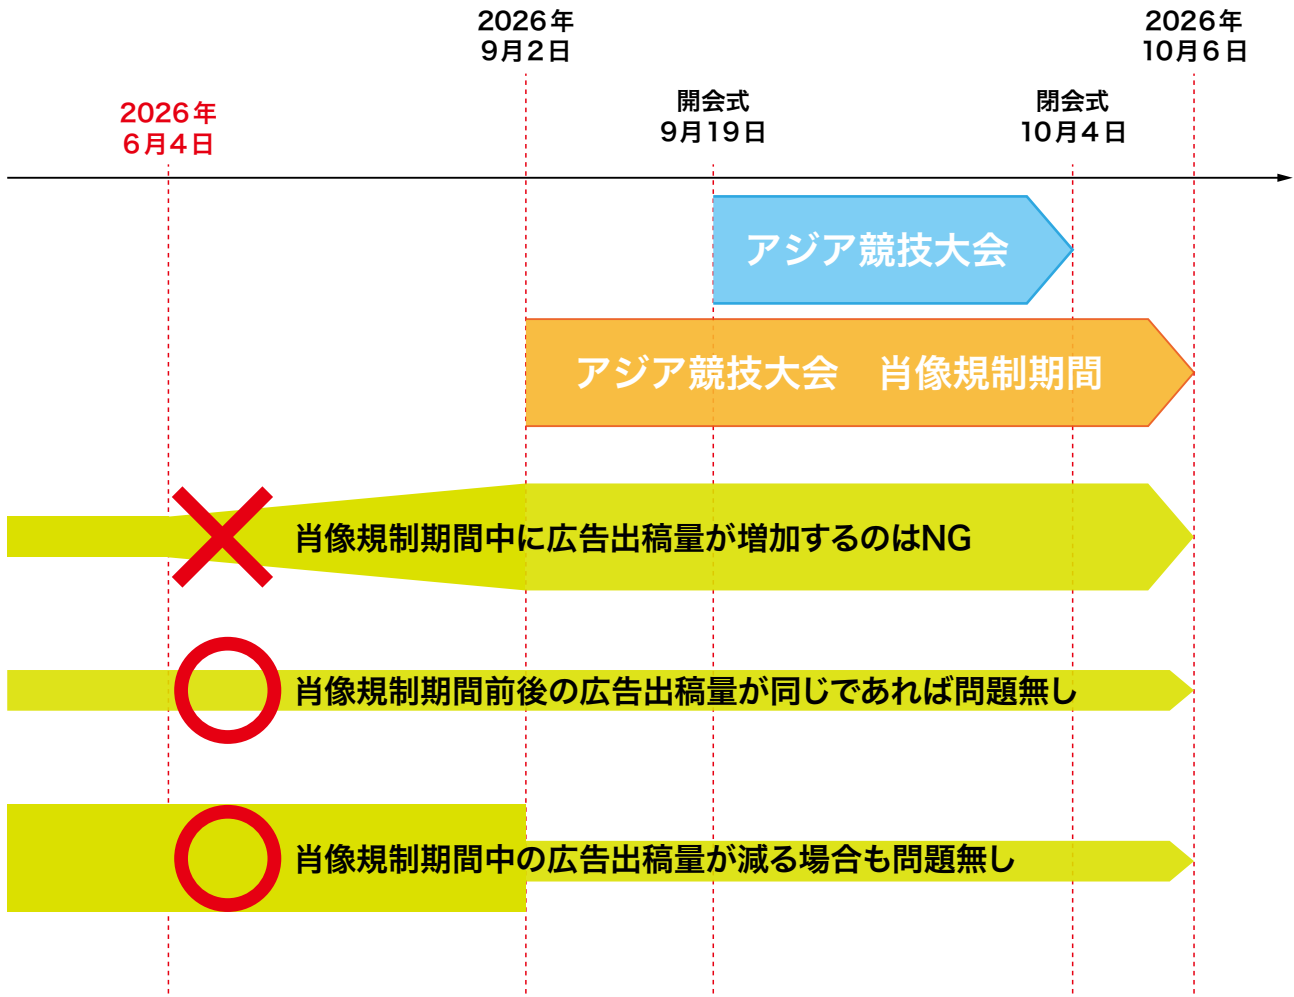 2026年
9月2日
2026年
10月6日
2026年
6月4日
開会式
9月19日
閉会式
10月4日
アジア競技大会
アジア競技大会　肖像規制期間
肖像規制期間中に広告出稿量が増加するのはNG
肖像規制期間前後の広告出稿量が同じであれば問題無し
肖像規制期間中の広告出稿量が減る場合も問題無し